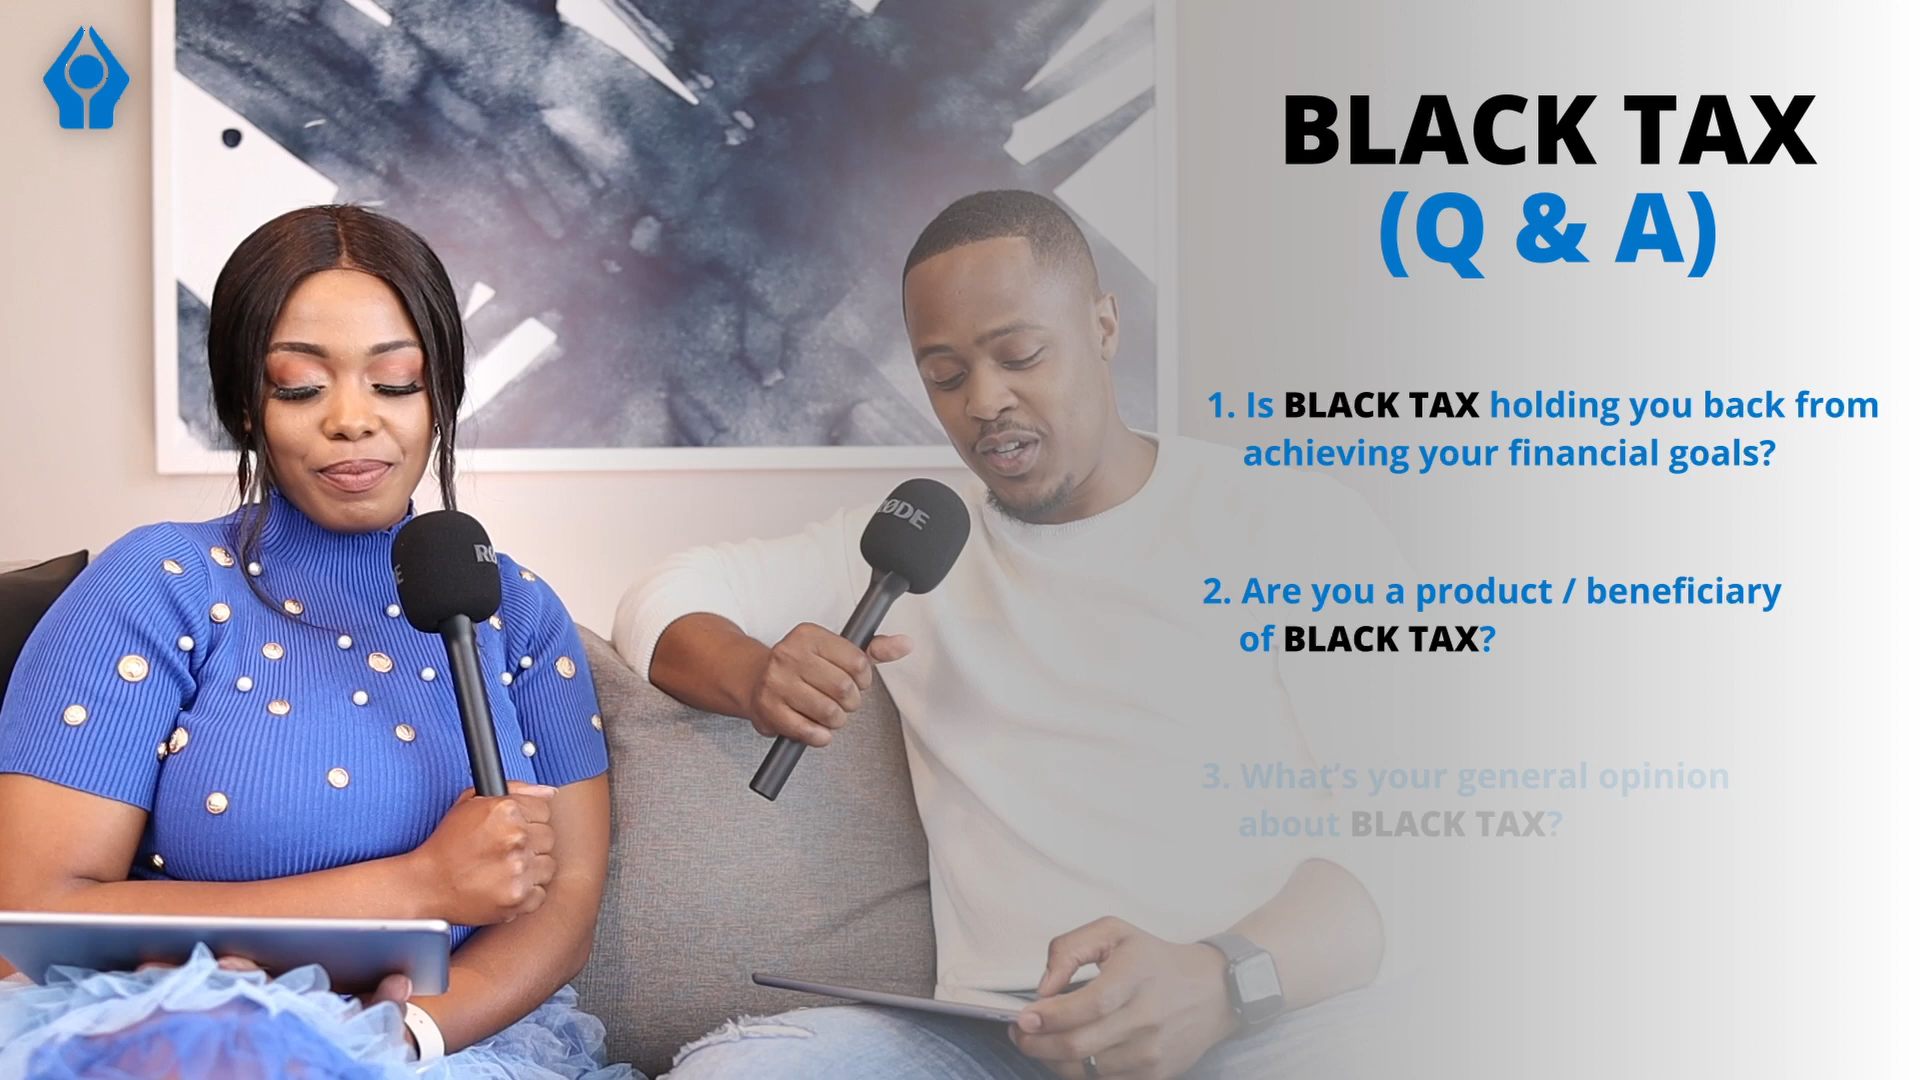 BLACK TAX
(Q & A)
1. Is BLACK TAX holding you back from
achieving your financial goals?
2. Are you a product / beneficiary
of BLACK TAX?
3. What's your general opinion
about BLACK TAX?
RØDE